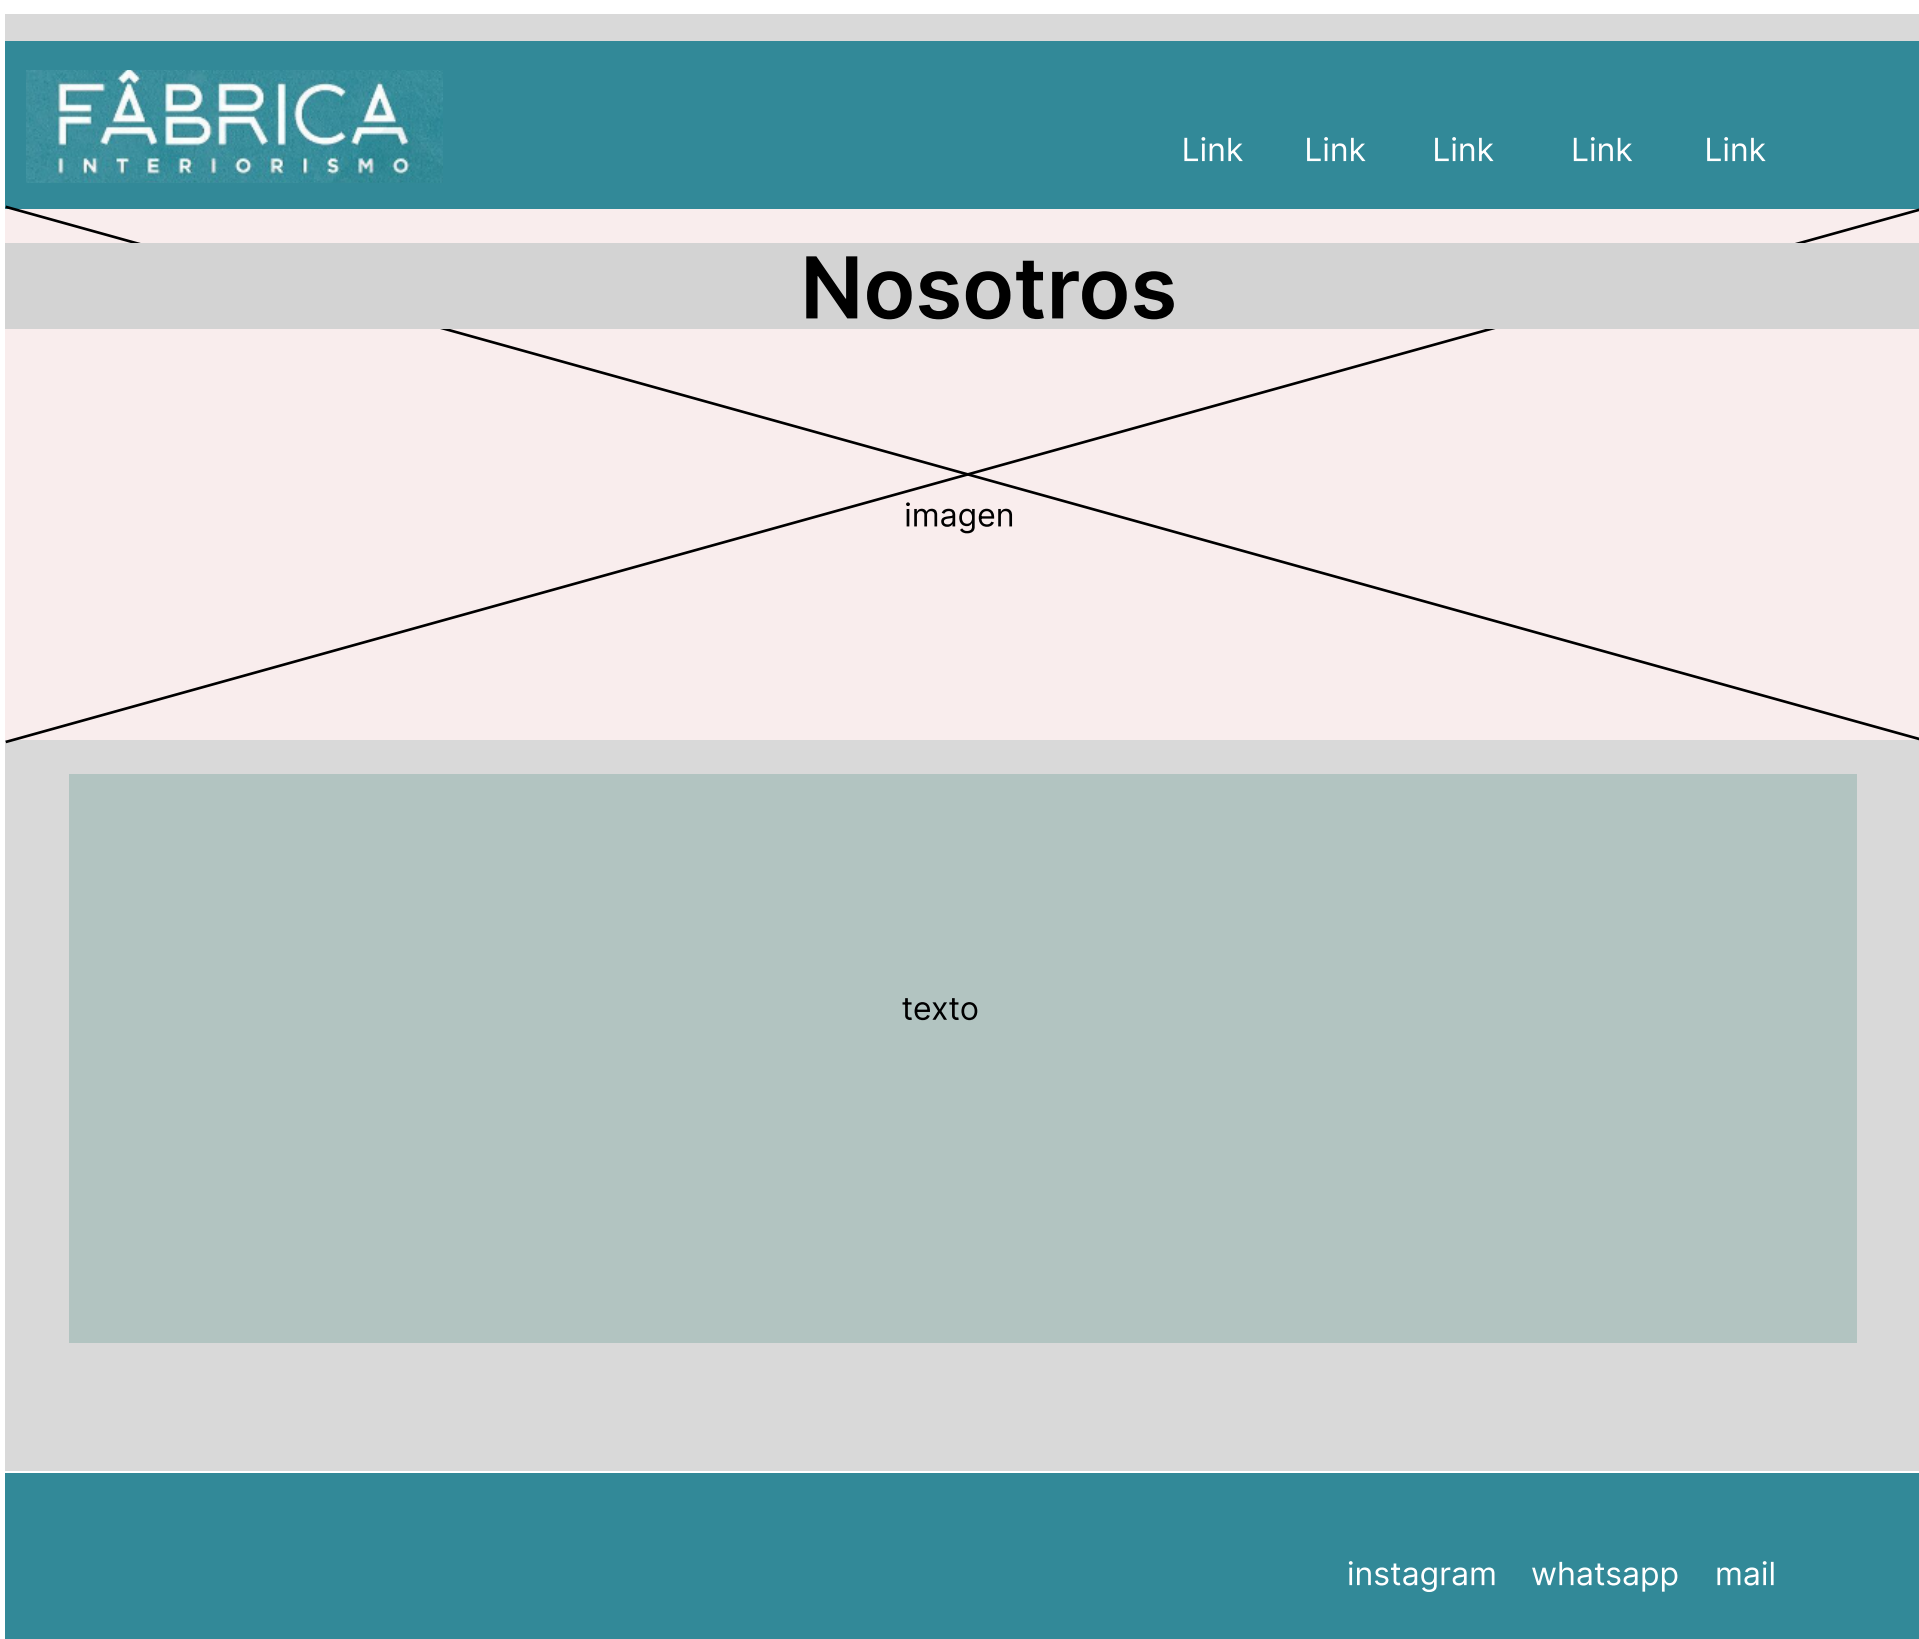 FÂBRICA
INTERIORISMO
Link Link Link Link Link
Nosotros
imagen
texto
instagram whatsapp mail